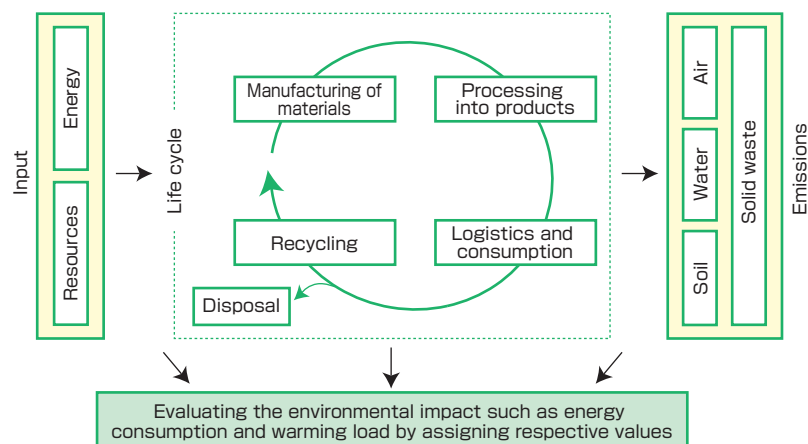 Input
Energy
Resources
Life cycle
Manufacturing of
materials
Processing
into products
Recycling
Logistics and
consumption
Disposal
Air
Water
Soil
Solid waste
Emissions
Evaluating the environmental impact such as energy
consumption and warming load by assigning respective values